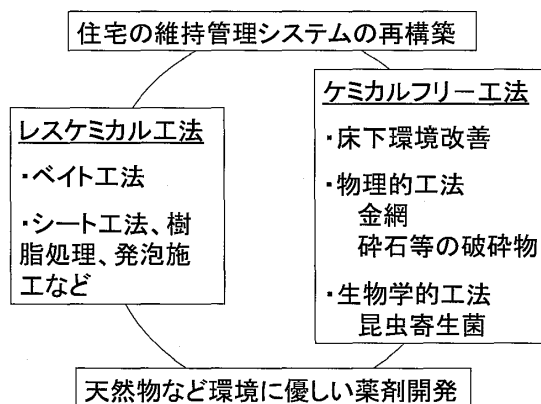 住宅の維持管理システムの再構築
レスケミカル工法
・ベイト工法
・シート工法、樹
脂処理、発泡施
工など
ケミカルフリー工法
・床下環境改善
・物理的工法
金網
砕石等の破砕物
・生物学的工法
昆虫寄生菌
天然物など環境に優しい薬剤開発